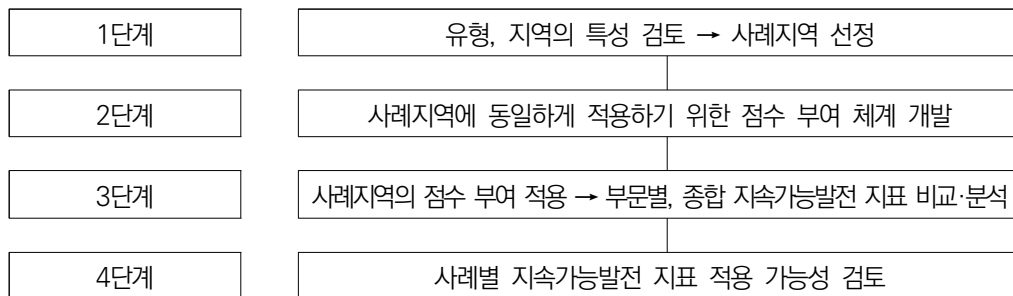 1단계
유형, 지역의 특성 검토 → 사례지역 선정
2단계
사례지역에 동일하게 적용하기 위한 점수 부여 체계 개발
3단계
사례지역의 점수 부여 적용 → 부문별, 종합 지속가능발전 지표 비교·분석
4단계
사례별 지속가능발전 지표 적용 가능성 검토